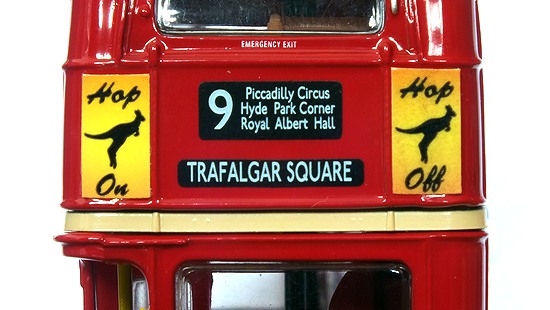 EMERGENCY EXIT
Hop
On
9
Piccadilly Circus
Hyde Park Corner
Royal Albert Hall
TRAFALGAR SQUARE
Hop
Off